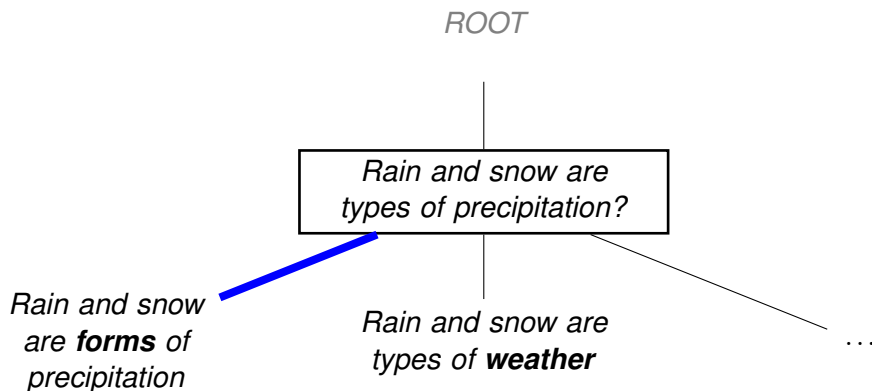 ROOT
Rain and snow are
types of precipitation?
Rain and snow
are forms of
precipitation
Rain and snow are
types of weather
...